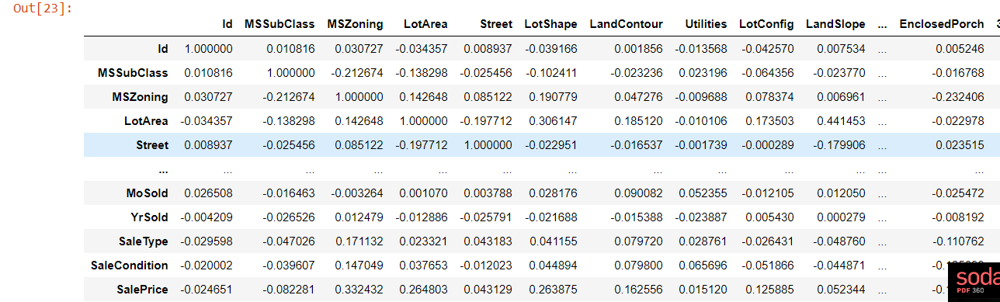 Out[23]:
Id MSSubClass MSZoning LotArea Street LotShape LandContour Utilities LotConfig LandSlope ... EnclosedPorch
Id 1.000000 0.010816 0.030727 -0.034357 0.008937 -0.039166 0.001856 -0.013568 -0.042570 0.007534 ... 0.005246
MSSubClass 0.010816 1.000000 -0.212674 -0.138298 -0.025456 -0.102411 -0.023236 0.023196 -0.064356 -0.023770 ... -0.016768
MSZoning 0.030727 -0.212674 1.000000 0.142648 0.085122 0.190779 0.047276 -0.009688 0.078374 0.006961 ... -0.232406
LotArea -0.034357 -0.138298 0.142648 1.000000 -0.197712 0.306147 0.185120 -0.010106 0.173503 0.441453 ... -0.022978
Street 0.008937 -0.025456 0.085122 -0.197712 1.000000 -0.022951 -0.016537 -0.001739 -0.000289 -0.179906 ... 0.023515
... ... ... ... ... ... ... ... ... ... ... ... ...
MoSold 0.026508 -0.016463 -0.003264 0.001070 0.003788 0.028176 0.090082 0.052355 -0.012105 0.012050 ... -0.025472
YrSold -0.004209 -0.026526 0.012479 -0.012886 -0.025791 -0.021688 -0.015388 -0.023887 0.005430 0.000279 ... -0.008192
SaleType -0.029598 -0.047026 0.171132 0.023321 0.043183 0.041155 0.079720 0.028761 -0.026431 -0.048760 ... -0.110762
SaleCondition -0.020002 -0.039607 0.147049 0.037653 -0.012023 0.044894 0.079800 0.065696 -0.051866 -0.044871 ...
SalePrice -0.024651 -0.082281 0.332432 0.264803 0.043129 0.263875 0.162556 0.015120 0.125885 0.052344 ...
soda
PDF 360